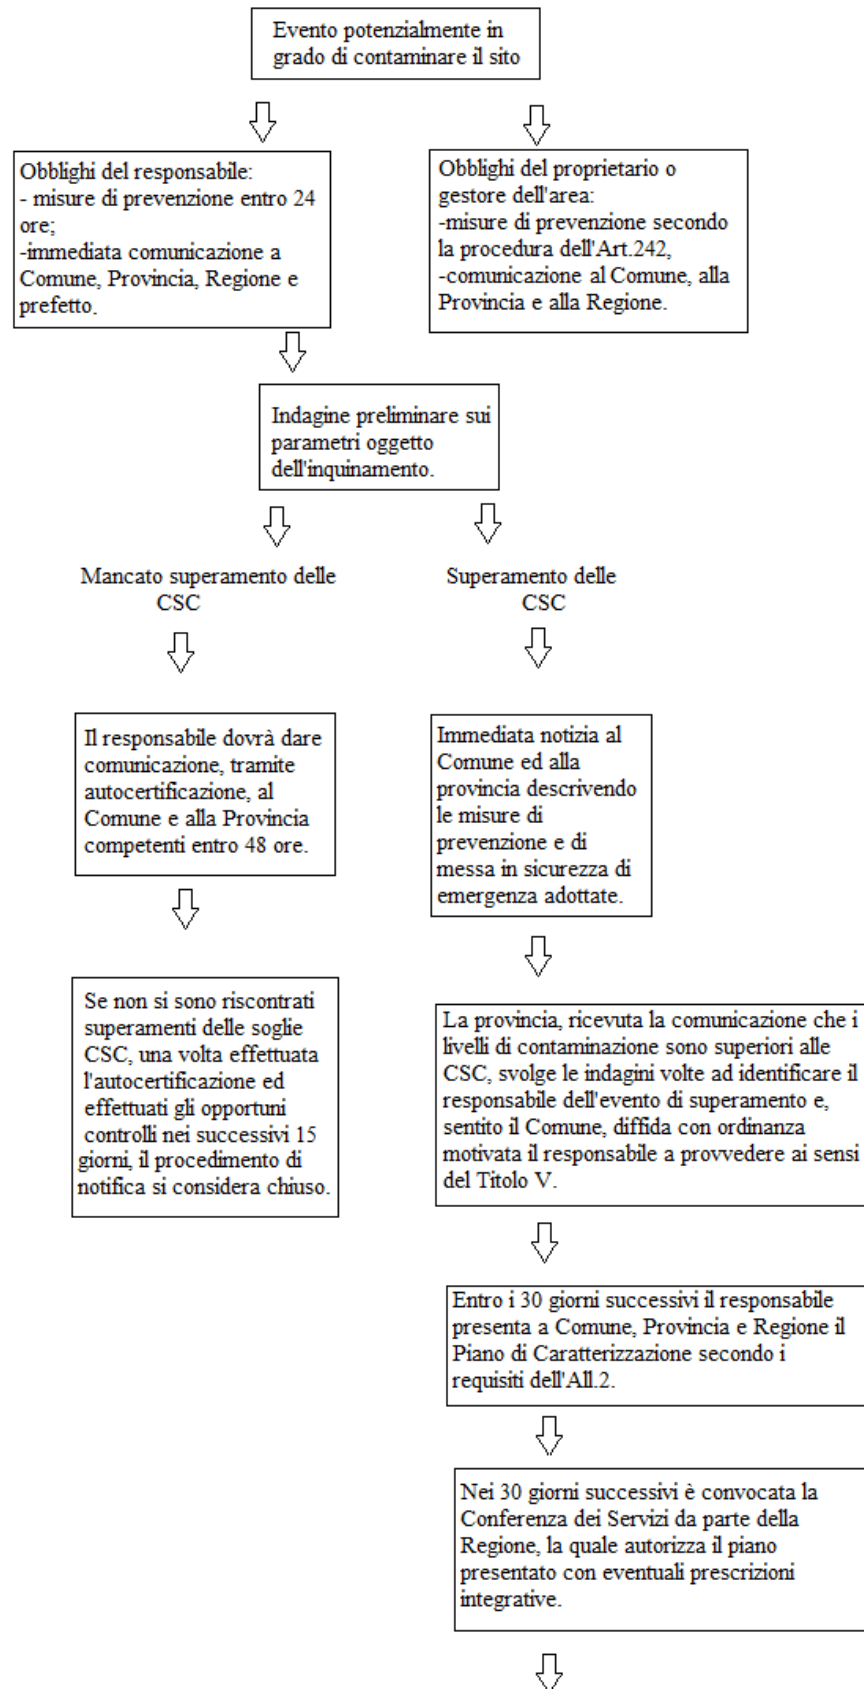 Evento potenzialmente in
grado di contaminare il sito
Obblighi del responsabile:
- misure di prevenzione entro 24
ore;
-immediata comunicazione a
Comune, Provincia, Regione e
prefetto.
Obblighi del proprietario o
gestore dell'area:
-misure di prevenzione secondo
la procedura dell'Art.242,
-comunicazione al Comune, alla
Provincia e alla Regione.
Indagine preliminare sui
parametri oggetto
dell'inquinamento.
Mancato superamento delle
CSC
Superamento delle
CSC
Il responsabile dovrà dare
comunicazione, tramite
autocertificazione, al
Comune e alla Provincia
competenti entro 48 ore.
Immediata notizia al
Comune ed alla
provincia descrivendo
le misure di
prevenzione e di
messa in sicurezza di
emergenza adottate.
Se non si sono riscontrati
superamenti delle soglie
CSC, una volta effettuata
l'autocertificazione ed
effettuati gli opportuni
controlli nei successivi 15
giorni, il procedimento di
notifica si considera chiuso.
La provincia, ricevuta la comunicazione che i
livelli di contaminazione sono superiori alle
CSC, svolge le indagini volte ad identificare il
responsabile dell'evento di superamento e,
sentito il Comune, diffida con ordinanza
motivata il responsabile a provvedere ai sensi
del Titolo V.
Entro i 30 giorni successivi il responsabile
presenta a Comune, Provincia e Regione il
Piano di Caratterizzazione secondo i
requisiti dell'All.2.
Nei 30 giorni successivi è convocata la
Conferenza dei Servizi da parte della
Regione, la quale autorizza il piano
presentato con eventuali prescrizioni
integrative.